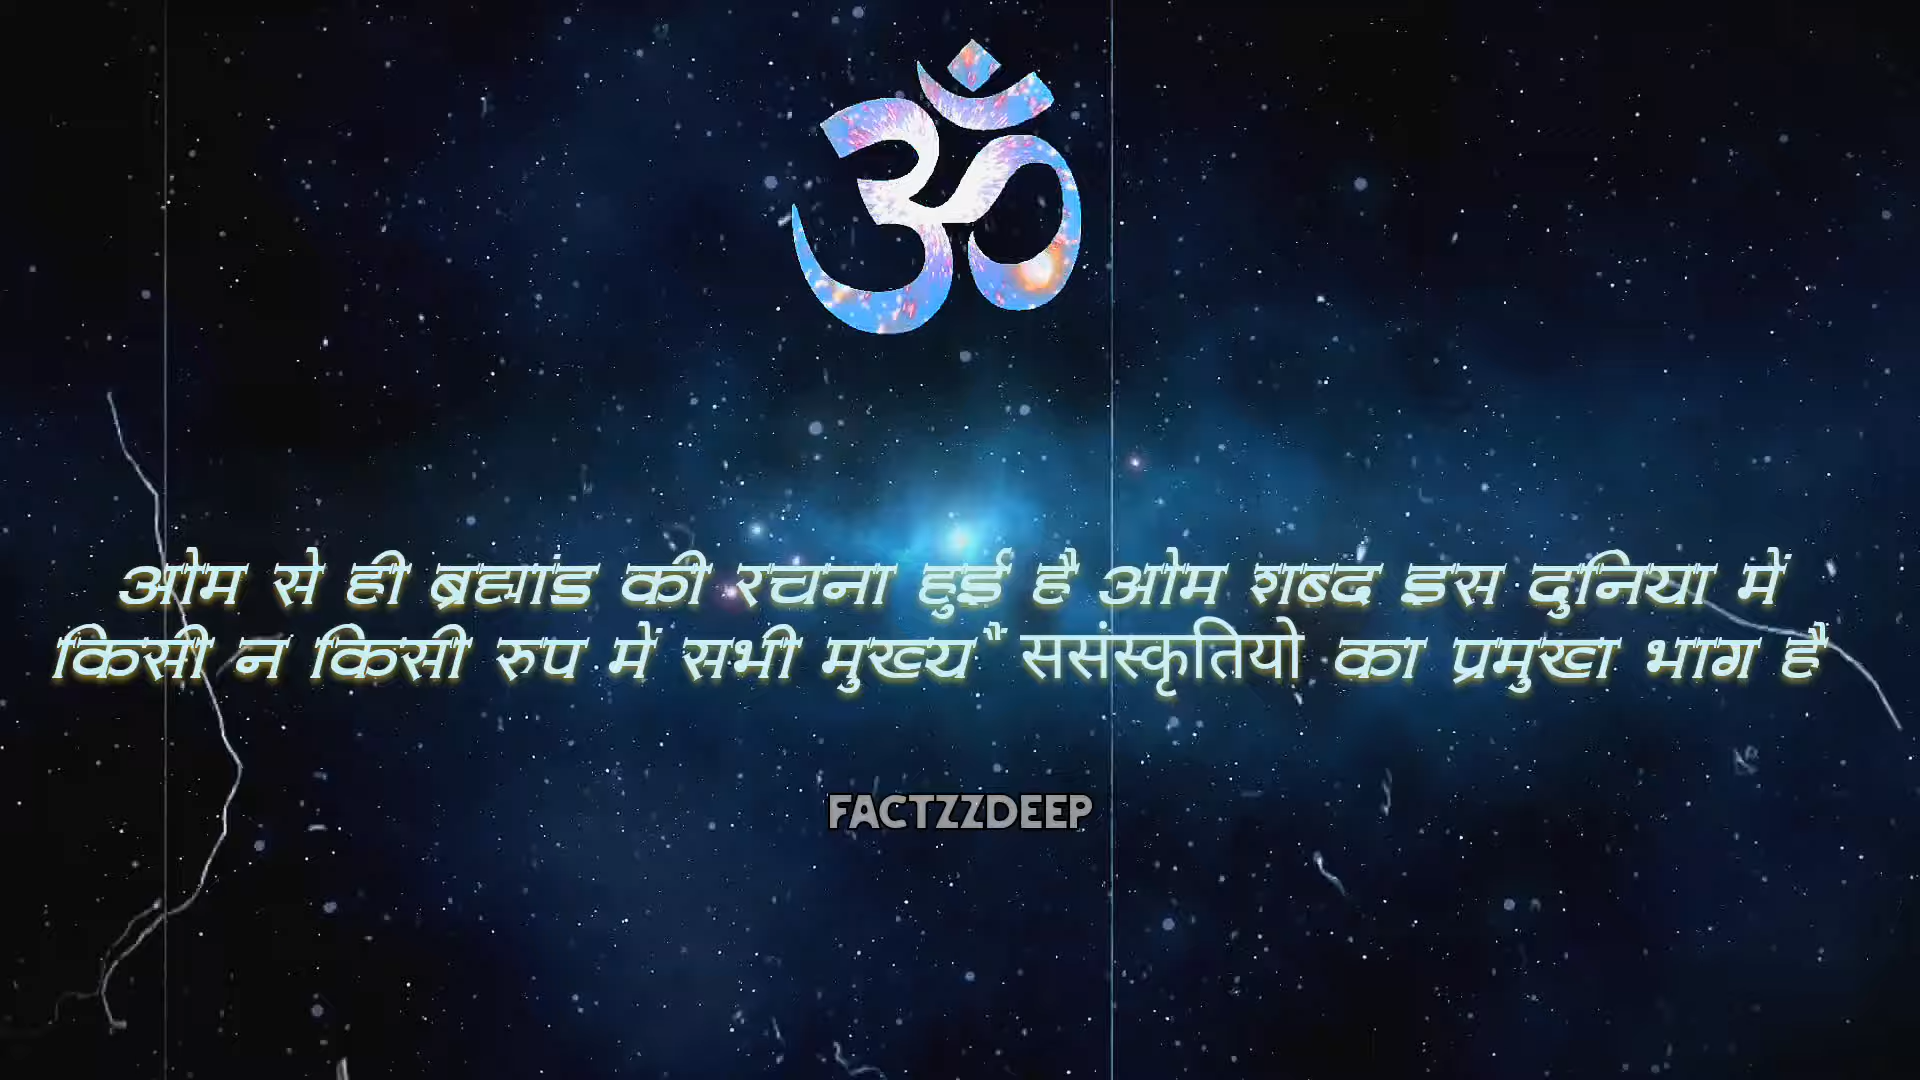 ॐ
ओम से ही ब्रह्मांड की रचना हुई है ओम शब्द इस दुनिया में
किसी न किसी रुप में सभी मुख्य ससंस्कृतियो का प्रमुख भाग है
FACTZZDEEP